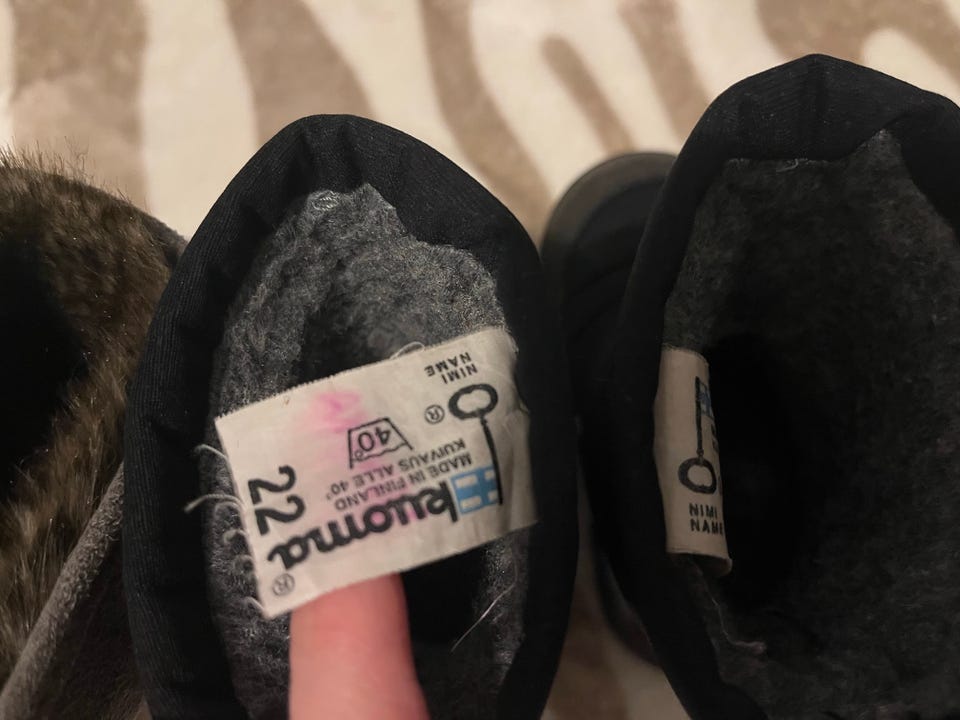 kuoma®
22
MADE IN FINLAND
KUIVAUS ALLE 40°
40°
®
NIMI
NAME
NIMI
NAME